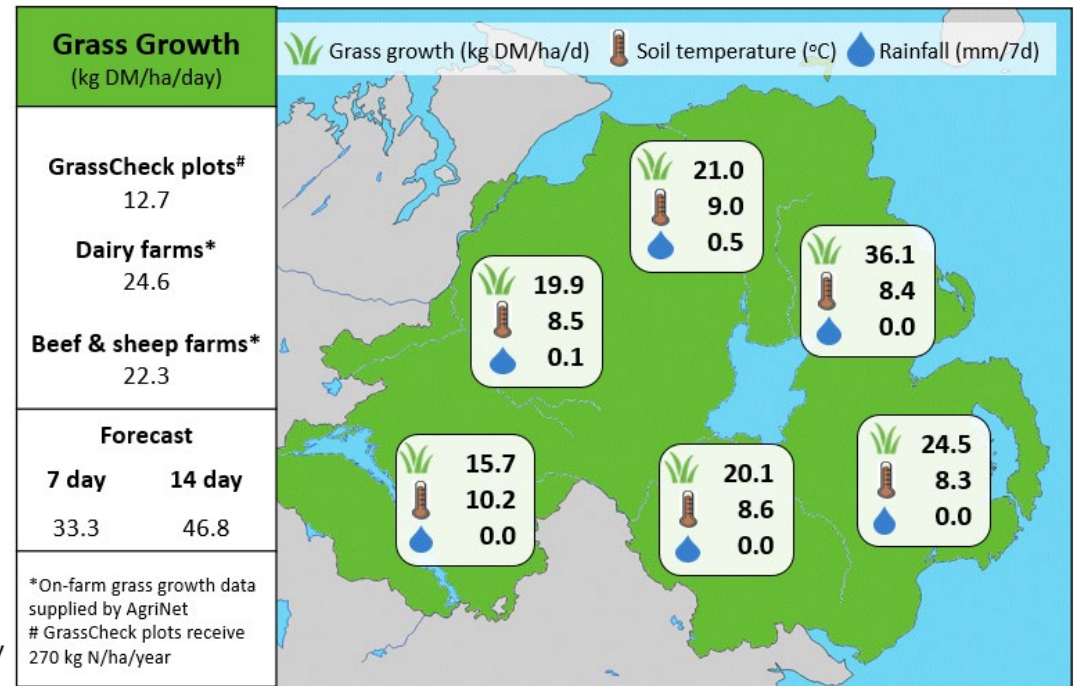 Grass Growth
(kg DM/ha/day)
Grass growth (kg DM/ha/d) Soil temperature (°C) Rainfall (mm/7d)
GrassCheck plots#
12.7
Dairy farms*
24.6
Beef & sheep farms*
22.3
Forecast
7 day 14 day
33.3 46.8
*On-farm grass growth data
supplied by AgriNet
# GrassCheck plots receive
270 kg N/ha/year
21.0
9.0
0.5
36.1
8.4
0.0
19.9
8.5
0.1
24.5
8.3
0.0
15.7
10.2
0.0
20.1
8.6
0.0